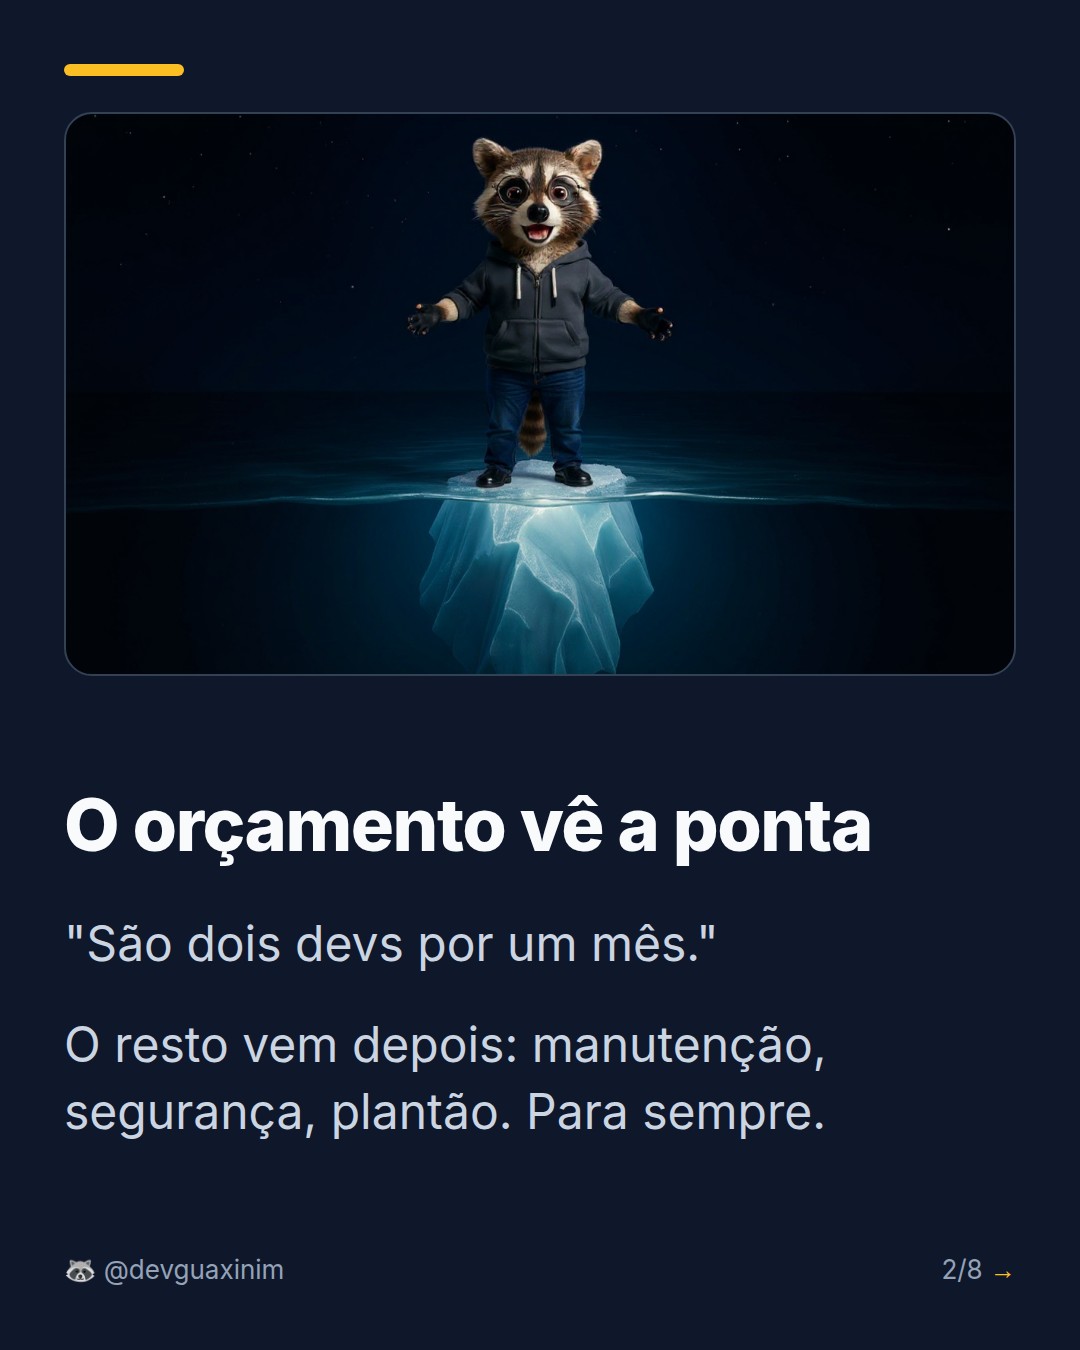 O orçamento vê a ponta
"São dois devs por um mês."
O resto vem depois: manutenção,
segurança, plantão. Para sempre.
🦝 @devguaxinim
2/8 →